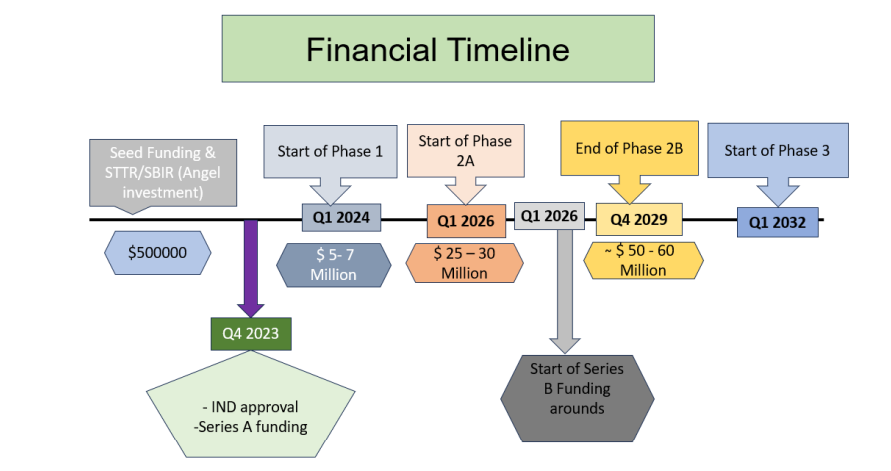 Financial Timeline
Seed Funding &
STTR/SBIR (Angel
investment)
Start of Phase 1
Start of Phase
2A
End of Phase 2B
Start of Phase 3
Q1 2024
Q1 2026
Q1 2026
Q4 2029
Q1 2032
$500000
$ 5- 7
Million
$ 25 – 30
Million
~ $ 50 - 60
Million
Q4 2023
- IND approval
-Series A funding
Start of Series
B Funding
arounds